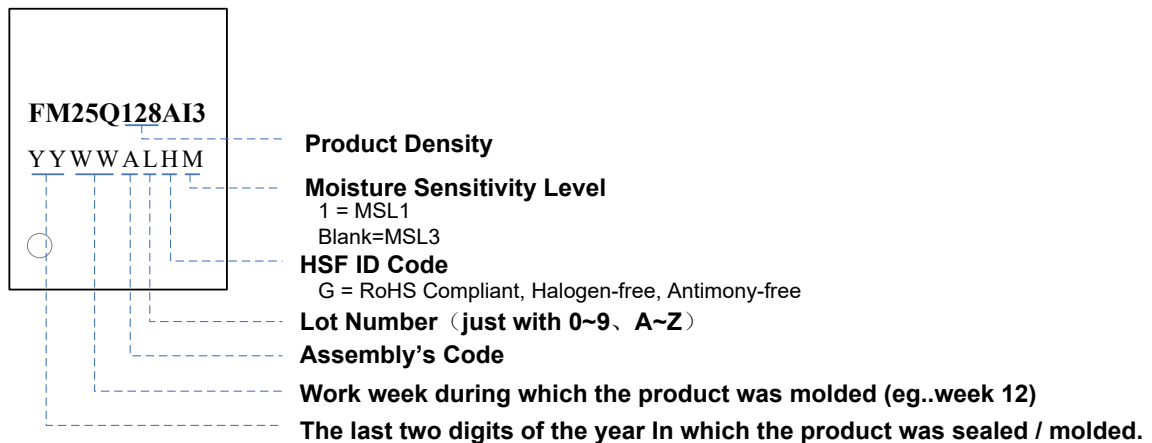 FM25Q128AI3
YYWWALHM
Product Density
Moisture Sensitivity Level
1 = MSL1
Blank=MSL3
HSF ID Code
G = RoHS Compliant, Halogen-free, Antimony-free
Lot Number（just with 0~9、A~Z）
Assembly’s Code
Work week during which the product was molded (eg..week 12)
The last two digits of the year In which the product was sealed / molded.